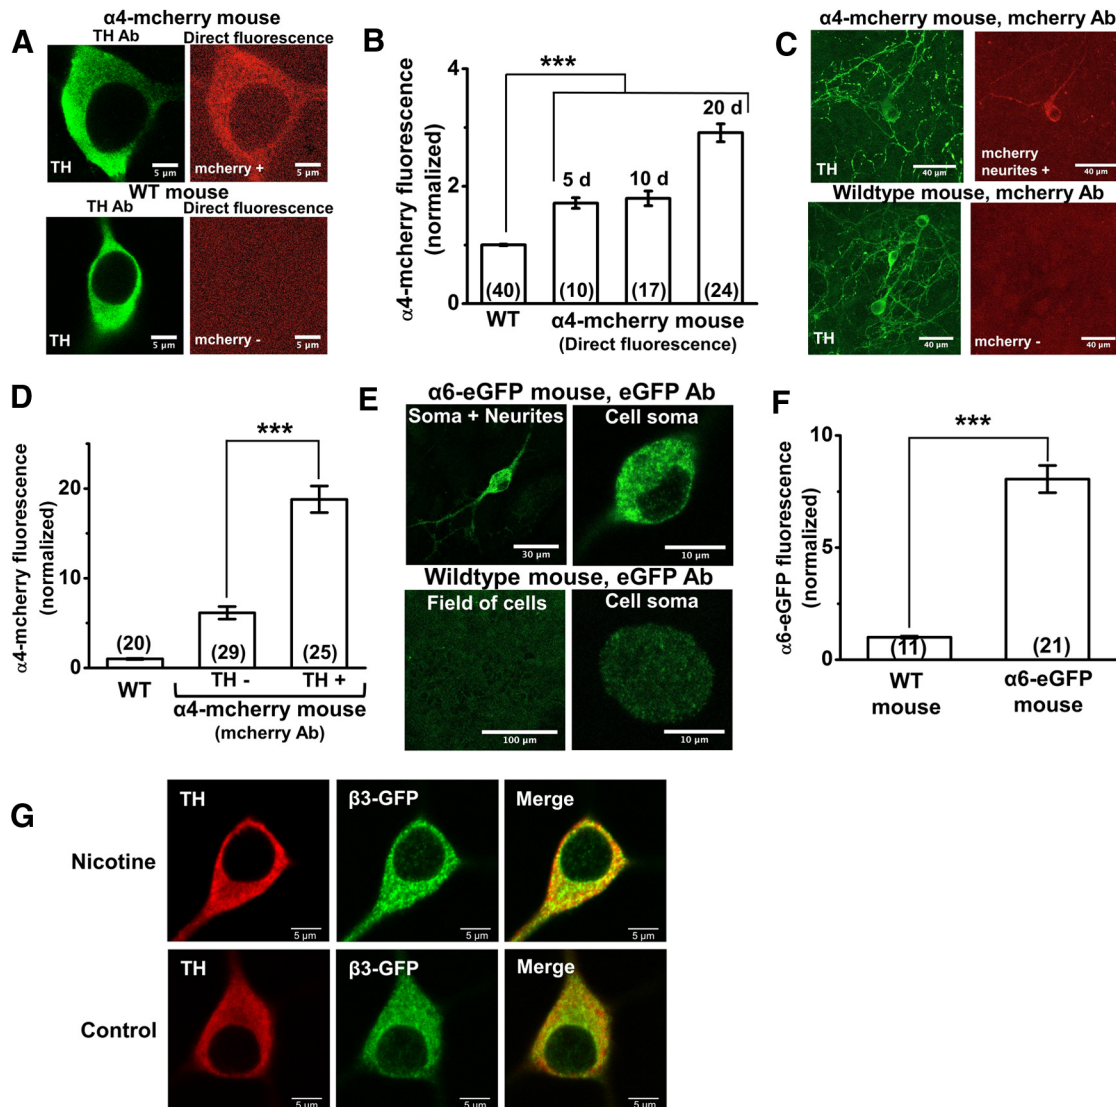 A
α4-mcherry mouse
TH Ab
Direct fluorescence
TH
5 µm
mcherry +
5 µm
WT mouse
TH Ab
Direct fluorescence
TH
5 µm
mcherry -
5 µm
B
α4-mcherry fluorescence
(normalized)
4
2
0
***
20 d
5 d
10 d
(40)
(10)
(17)
(24)
WT
α4-mcherry mouse
(Direct fluorescence)
C
α4-mcherry mouse, mcherry Ab
TH
40 µm
mcherry
neurites +
40 µm
Wildtype mouse, mcherry Ab
TH
40 µm
mcherry -
40 µm
D
α4-mcherry fluorescence
(normalized)
20
10
0
***
(20)
(29)
(25)
WT
TH -
TH +
α4-mcherry mouse
(mcherry Ab)
E
α6-eGFP mouse, eGFP Ab
Soma + Neurites
Cell soma
30 µm
10 µm
Wildtype mouse, eGFP Ab
Field of cells
Cell soma
100 µm
10 µm
F
α6-eGFP fluorescence
(normalized)
10
5
0
***
(11)
(21)
WT
mouse
α6-eGFP
mouse
G
Nicotine
TH
5 µm
β3-GFP
5 µm
Merge
5 µm
Control
TH
5 µm
β3-GFP
5 µm
Merge
5 µm